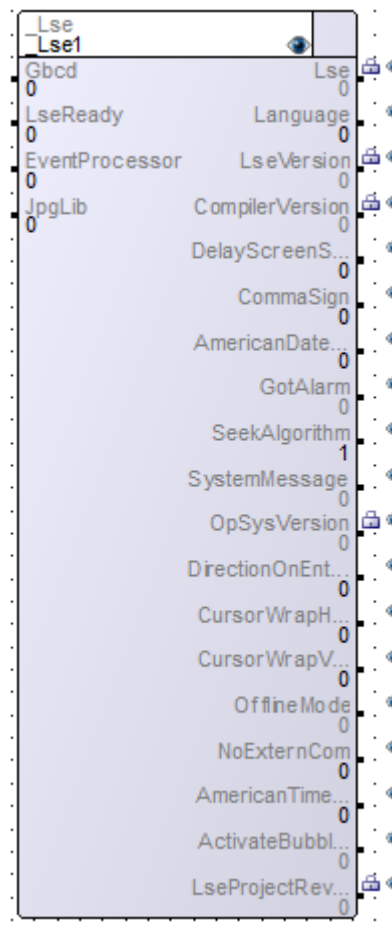 _Lse
_Lse1
Gbcd Lse
0 0
LseReady Language
0 0
EventProcessor LseVersion
0 0
JpgLib CompilerVersion
0 0
DelayScreenS...
0
CommaSign
0
AmericanDate...
0
GotAlarm
0
SeekAlgorithm
1
SystemMessage
0
OpSysVersion
0
DirectionOnEnt...
0
CursorWrapH...
0
CursorWrapV...
0
OfflineMode
0
NoExternCom
0
AmericanTime...
0
ActivateBubbl...
0
LseProjectRev...
0